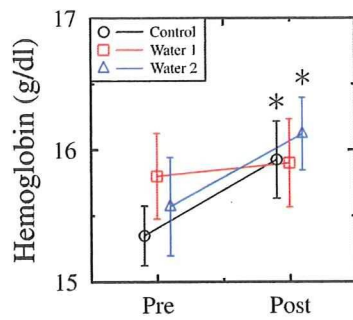 17
Control
Water 1
Water 2
Hemoglobin (g/dl)
*
*
16
15
Pre
Post